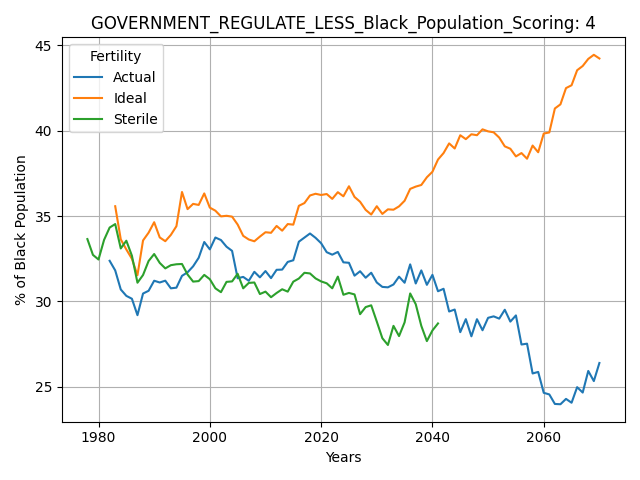 GOVERNMENT_REGULATE_LESS_Black_Population_Scoring: 4
Fertility
Actual
Ideal
Sterile
% of Black Population
45
40
35
30
25
1980 2000 2020 2040 2060
Years